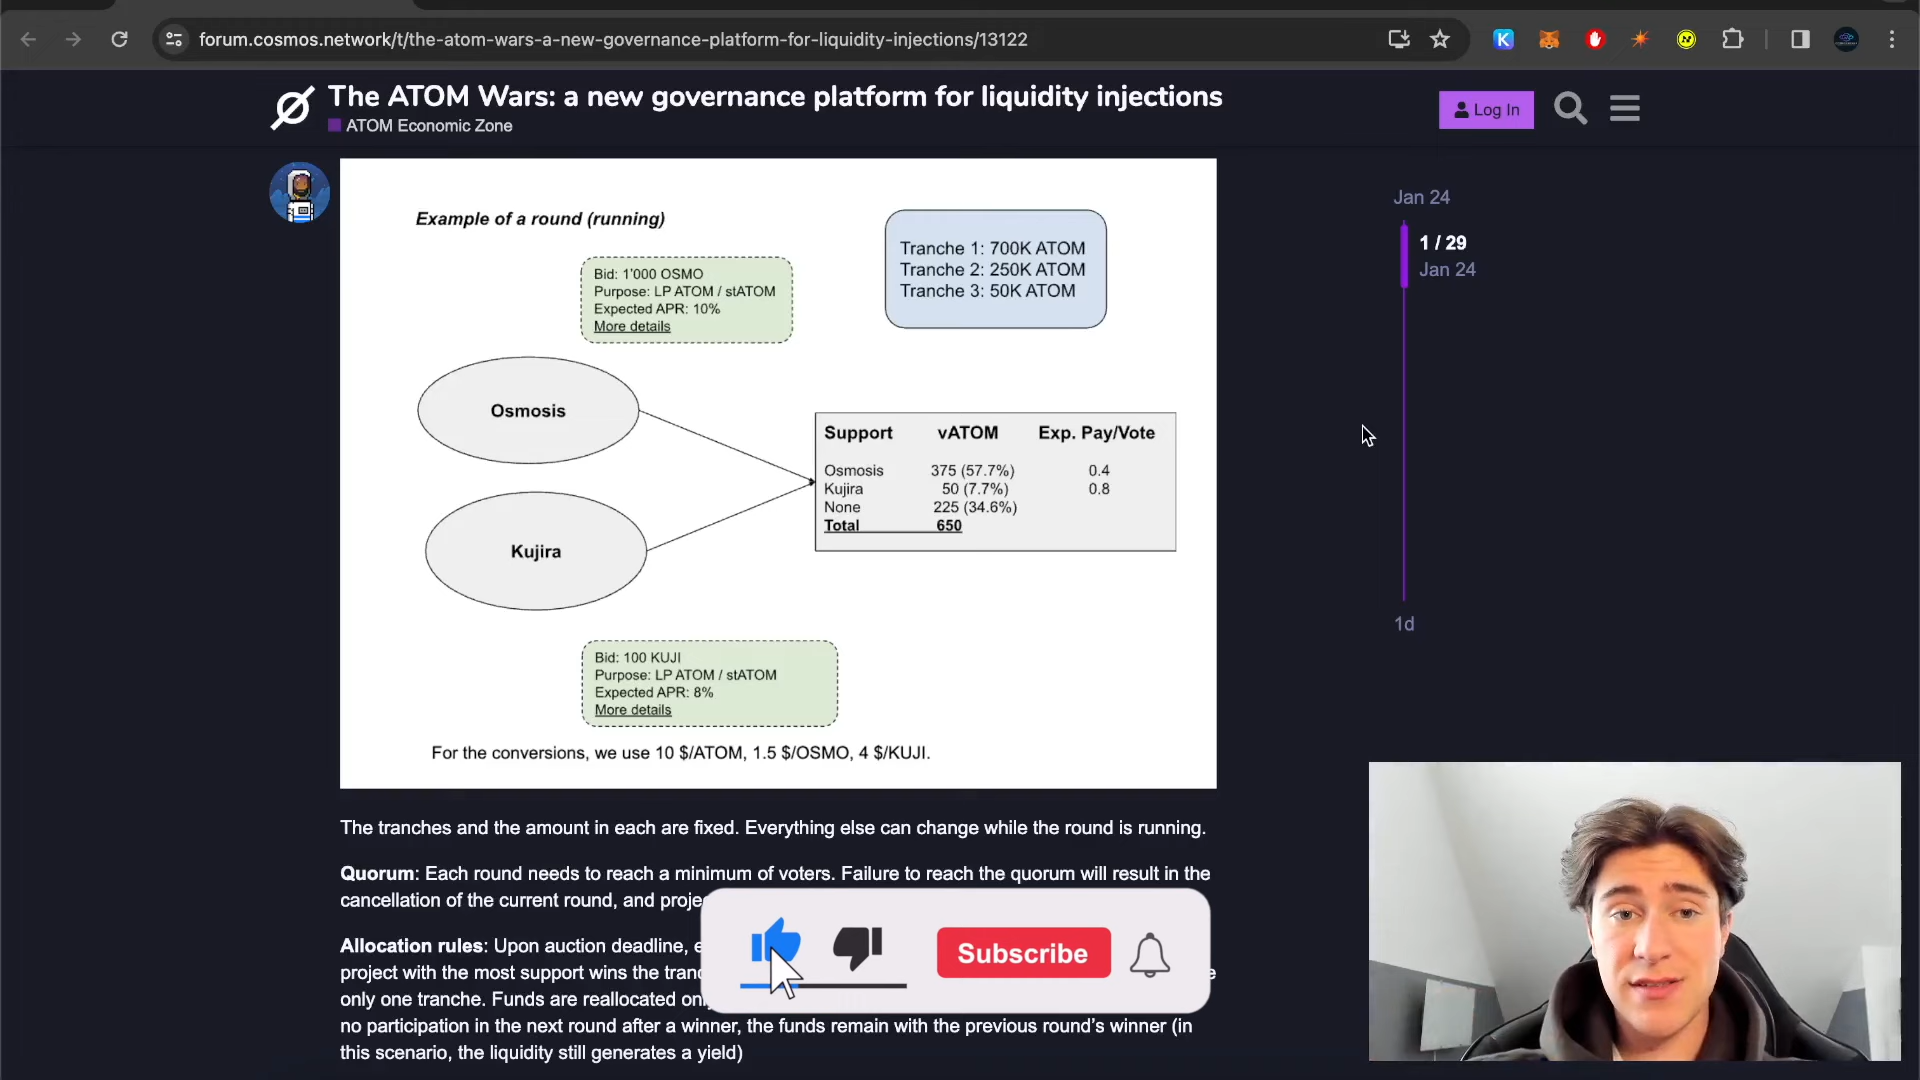 forum.cosmos.network/t/the-atom-wars-a-new-governance-platform-for-liquidity-injections/13122
The ATOM Wars: a new governance platform for liquidity injections
ATOM Economic Zone
Log In
Example of a round (running)
Bid: 1'000 OSMO
Purpose: LP ATOM / stATOM
Expected APR: 10%
More details
Tranche 1: 700K ATOM
Tranche 2: 250K ATOM
Tranche 3: 50K ATOM
Osmosis
Kujira
Support vATOM Exp. Pay/Vote
Osmosis 375 (57.7%) 0.4
Kujira 50 (7.7%) 0.8
None 225 (34.6%)
Total 650
Bid: 100 KUJI
Purpose: LP ATOM / stATOM
Expected APR: 8%
More details
For the conversions, we use 10 $/ATOM, 1.5 $/OSMO, 4 $/KUJI.
Jan 24
1 / 29
Jan 24
1d
The tranches and the amount in each are fixed. Everything else can change while the round is running.
Quorum: Each round needs to reach a minimum of voters. Failure to reach the quorum will result in the
cancellation of the current round, and proje
Allocation rules: Upon auction deadline, e
project with the most support wins the tran
only one tranche. Funds are reallocated on
no participation in the next round after a winner, the funds remain with the previous round's winner (in
this scenario, the liquidity still generates a yield)
Subscribe